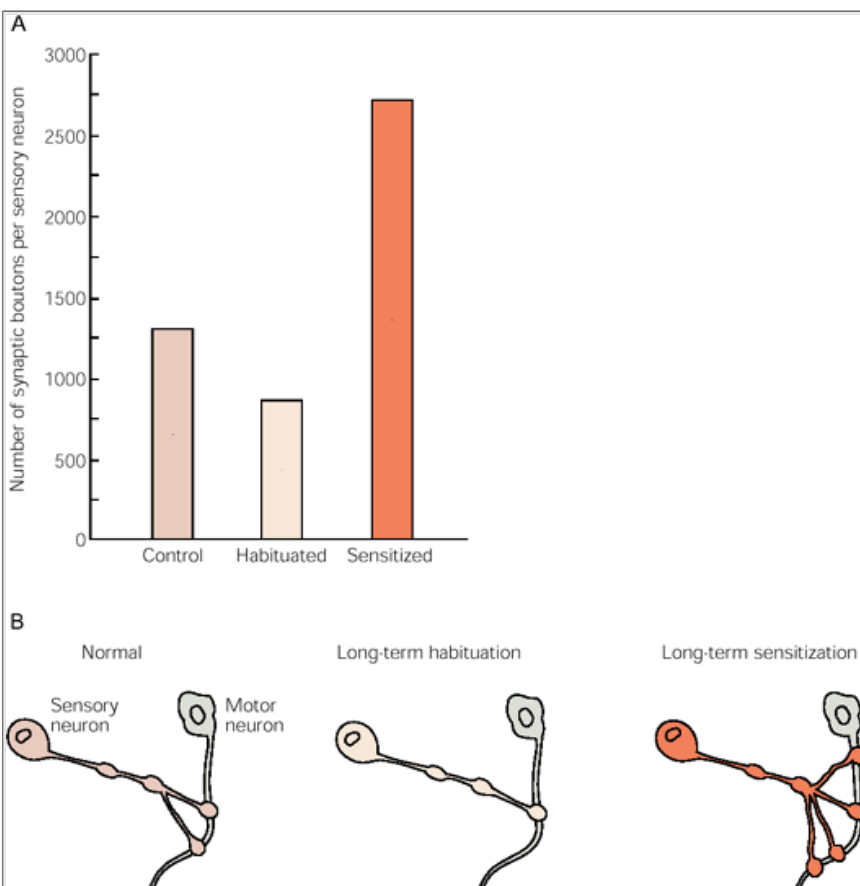 A
Number of synaptic boutons per sensory neuron
3000
2500
2000
1500
1000
500
0
Control Habituated Sensitized
B
Normal Long-term habituation Long-term sensitization
Sensory
neuron
Motor
neuron